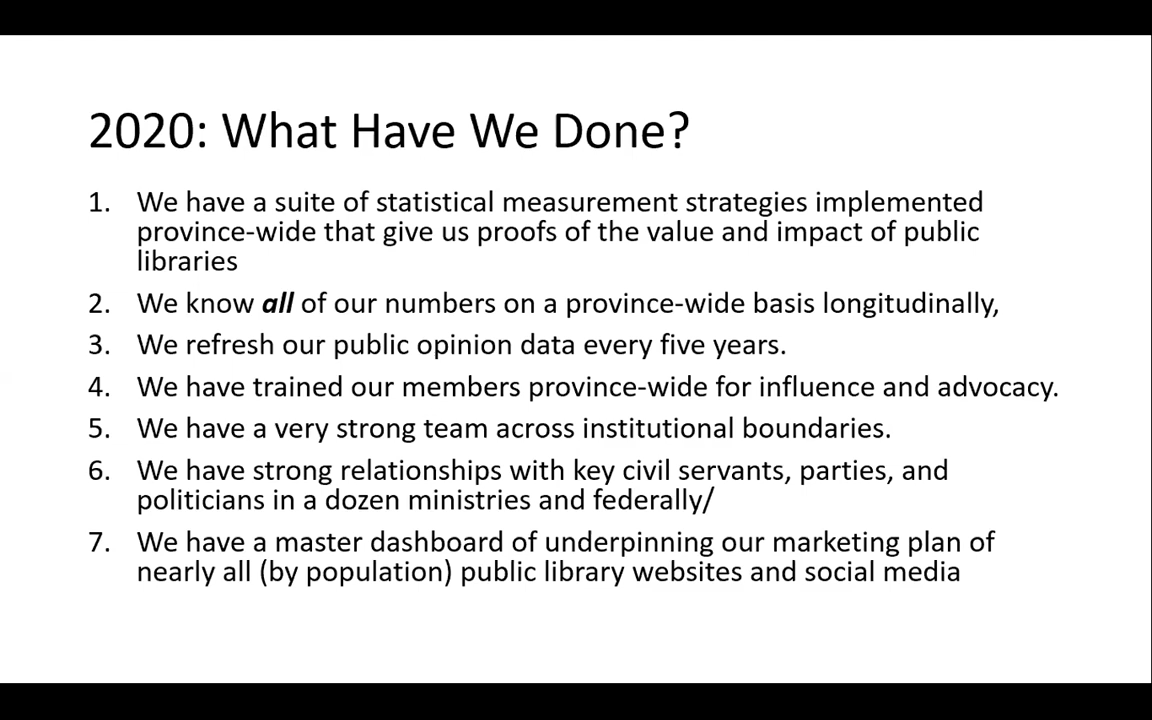 2020: What Have We Done?
1. We have a suite of statistical measurement strategies implemented
province-wide that give us proofs of the value and impact of public
libraries
2. We know all of our numbers on a province-wide basis longitudinally,
3. We refresh our public opinion data every five years.
4. We have trained our members province-wide for influence and advocacy.
5. We have a very strong team across institutional boundaries.
6. We have strong relationships with key civil servants, parties, and
politicians in a dozen ministries and federally/
7. We have a master dashboard of underpinning our marketing plan of
nearly all (by population) public library websites and social media